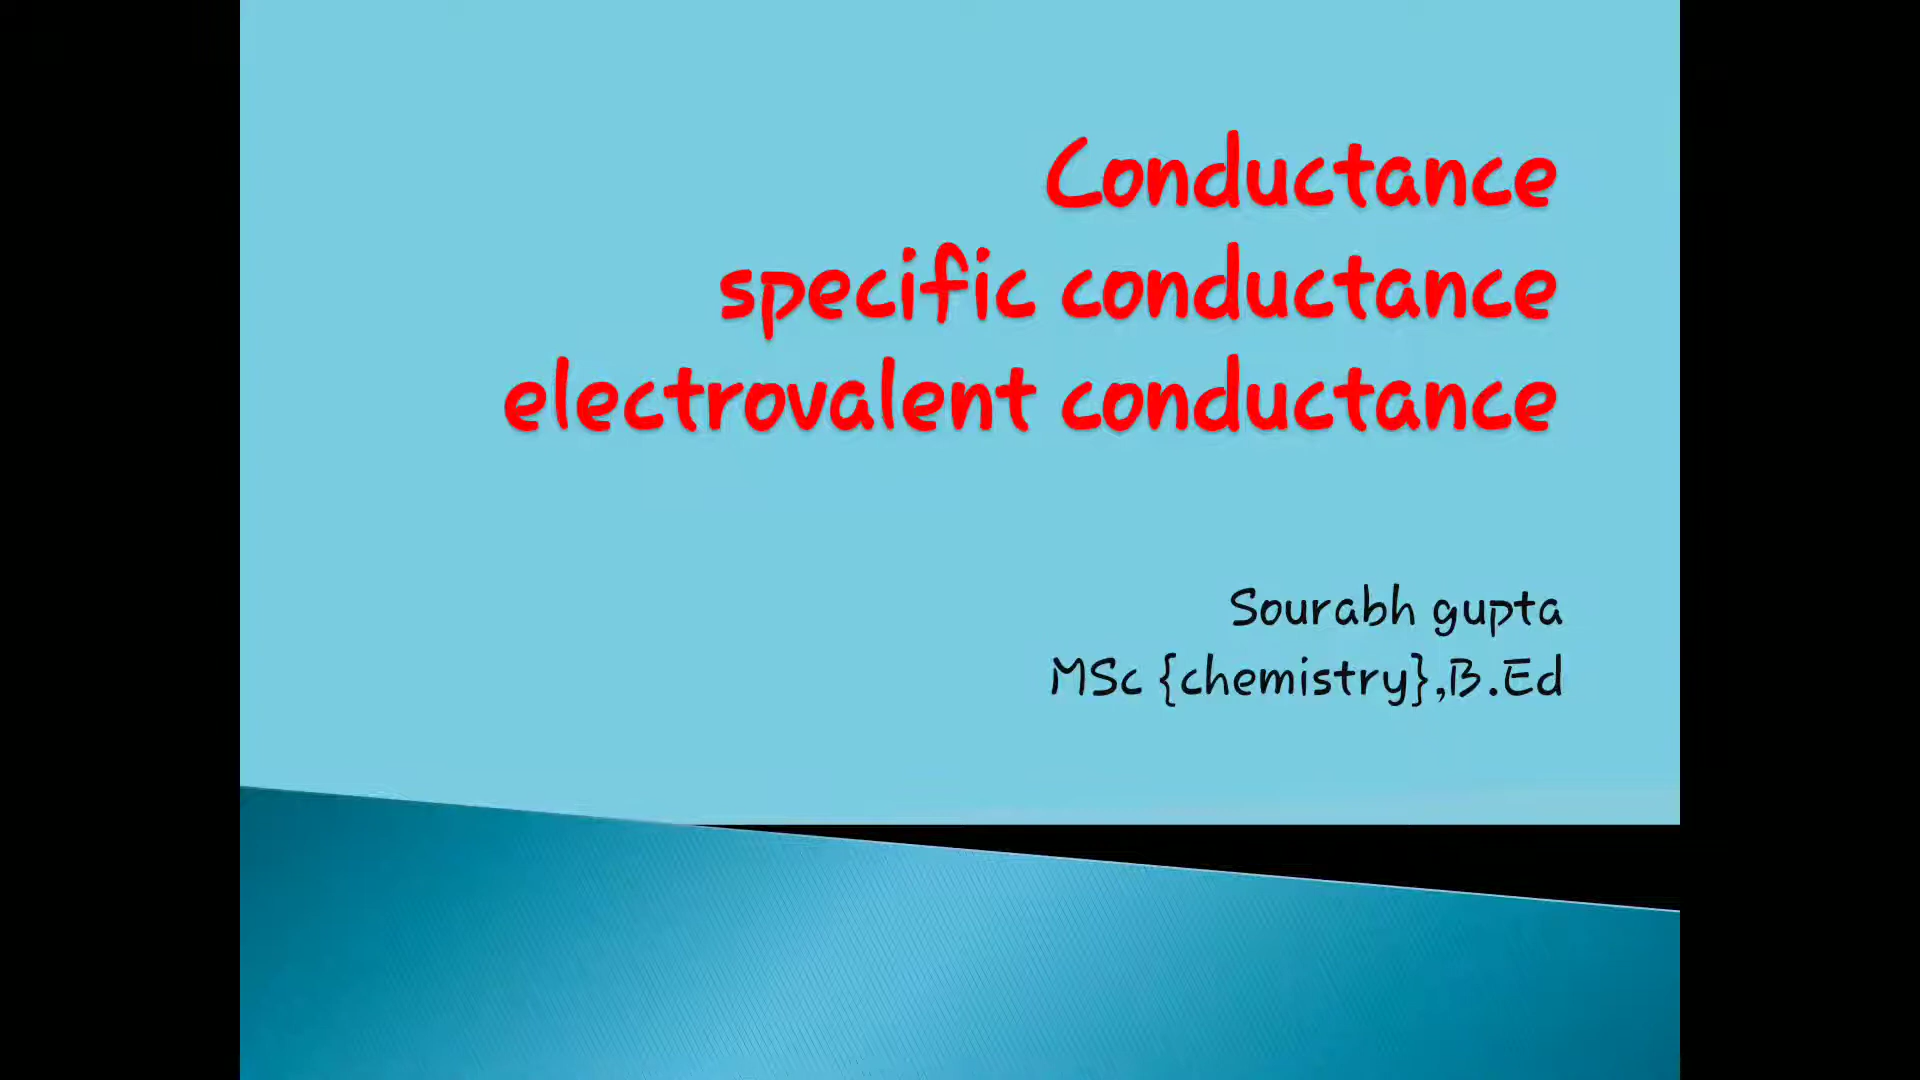 Conductance
specific conductance
electrovalent conductance
Sourabh gupta
MSc {chemistry},B.Ed